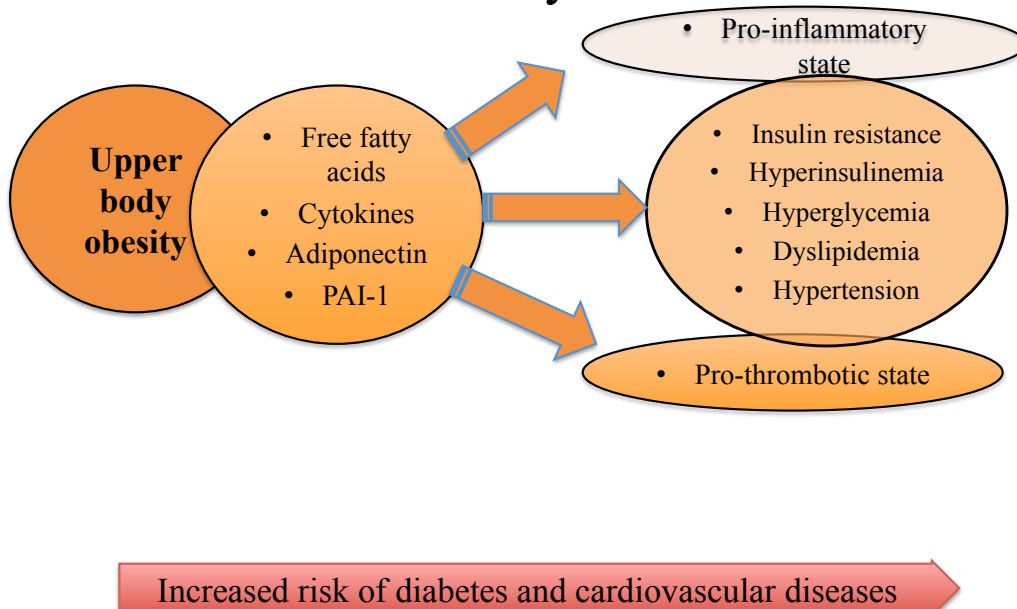 Upper
body
obesity
• Free fatty
acids
• Cytokines
• Adiponectin
• PAI-1
• Pro-inflammatory
state
• Insulin resistance
• Hyperinsulinemia
• Hyperglycemia
• Dyslipidemia
• Hypertension
• Pro-thrombotic state
Increased risk of diabetes and cardiovascular diseases